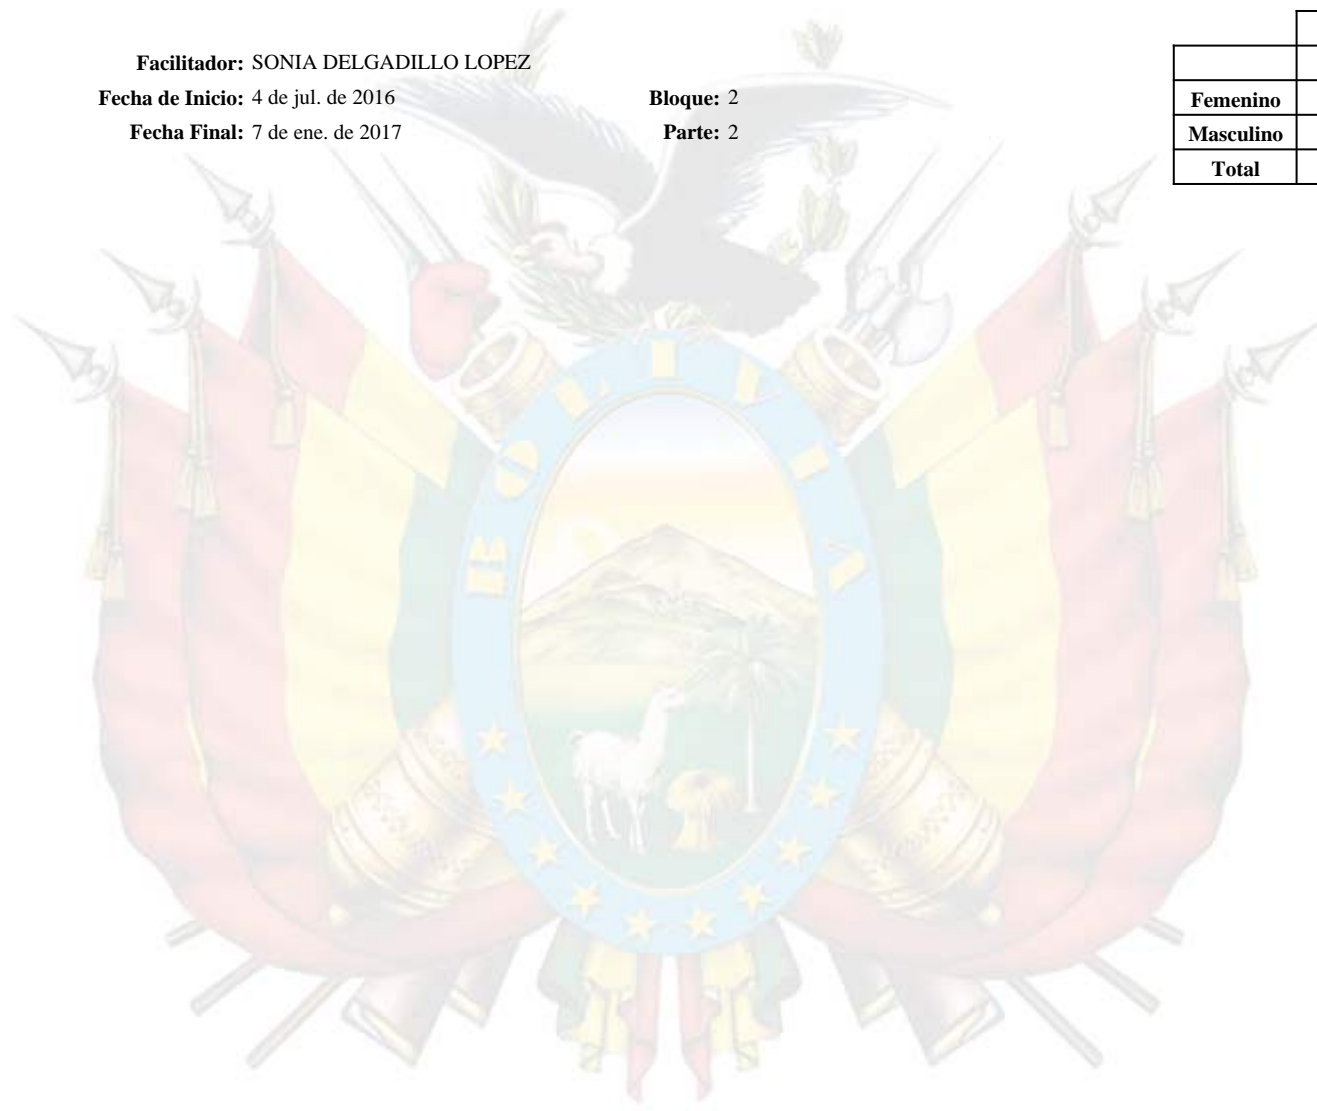 Facilitador: SONIA DELGADILLO LOPEZ
Fecha de Inicio: 4 de jul. de 2016 Bloque: 2
Femenino
Fecha Final: 7 de ene. de 2017 Parte: 2
Masculino
Total
BOLIVIA